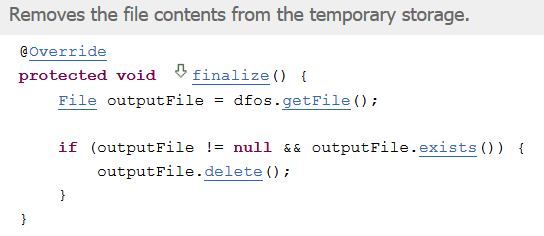 Removes the file contents from the temporary storage.
@Override
protected void finalize() {
    File outputFile = dfos.getFile();

    if (outputFile != null && outputFile.exists()) {
        outputFile.delete();
    }
}